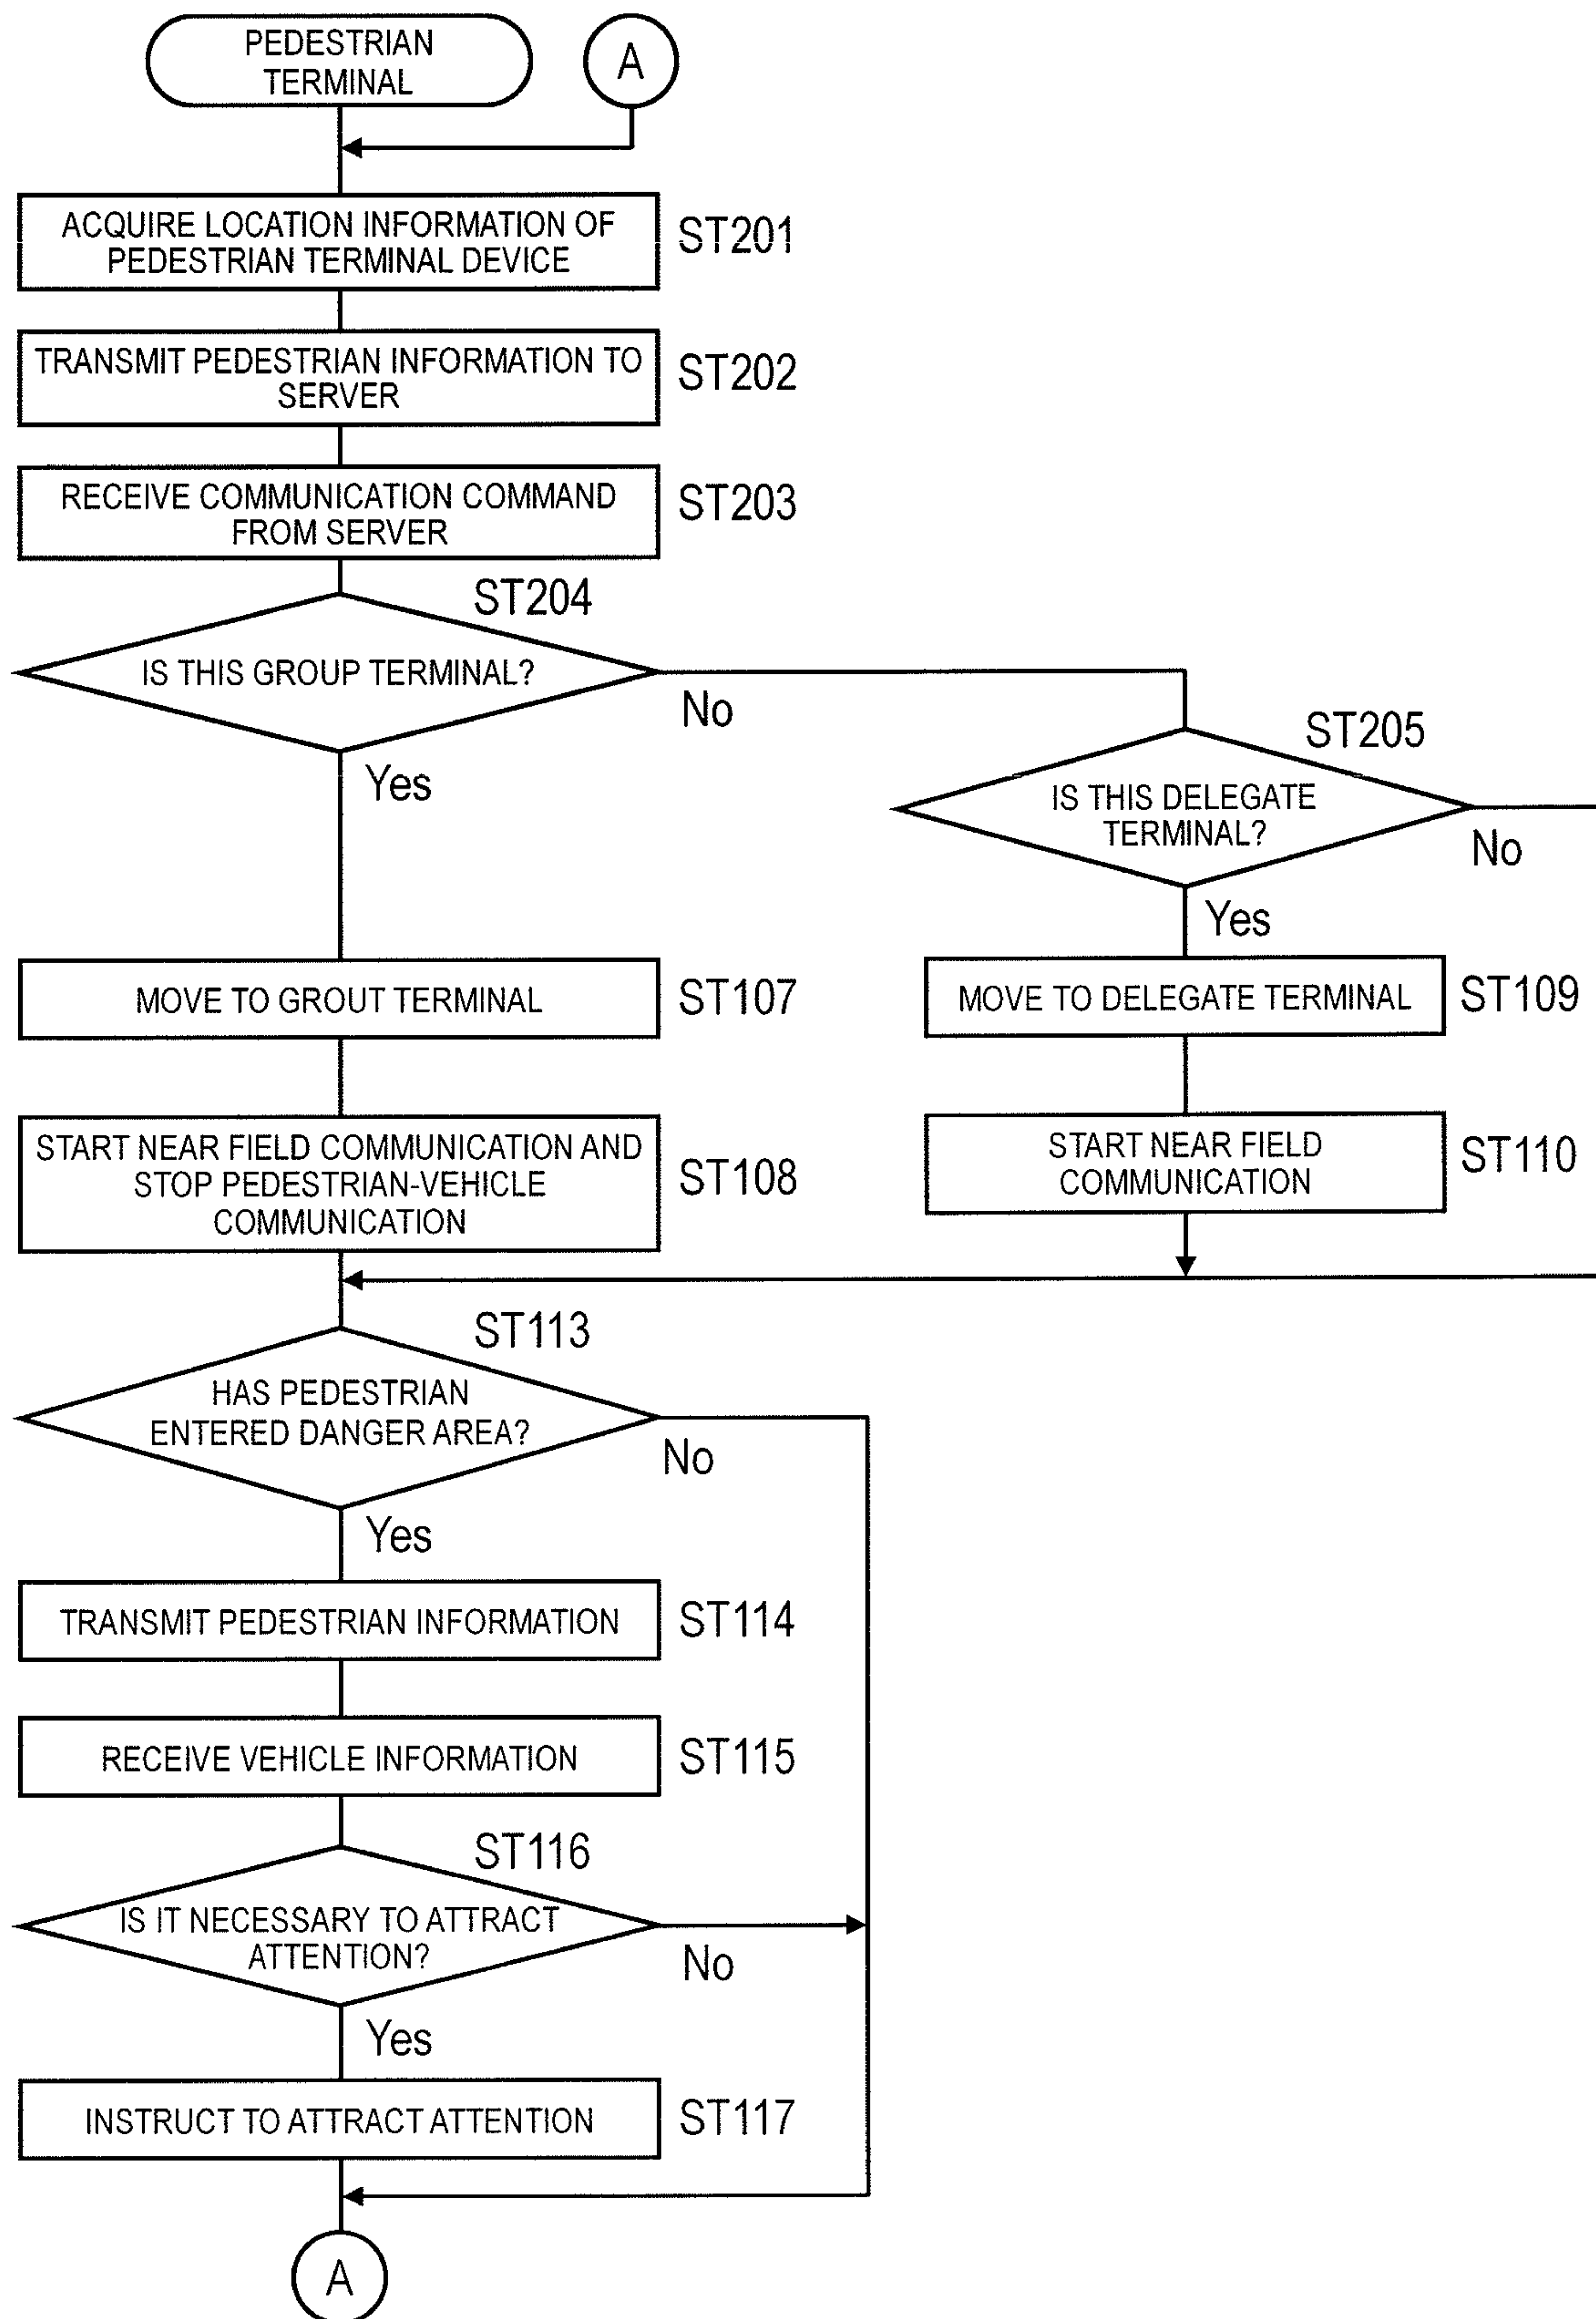 PEDESTRIAN
TERMINAL
A
ACQUIRE LOCATION INFORMATION OF
PEDESTRIAN TERMINAL DEVICE
ST201
TRANSMIT PEDESTRIAN INFORMATION TO
SERVER
ST202
RECEIVE COMMUNICATION COMMAND
FROM SERVER
ST203
ST204
IS THIS GROUP TERMINAL?
No
Yes
ST205
IS THIS DELEGATE
TERMINAL?
No
Yes
MOVE TO GROUT TERMINAL
ST107
MOVE TO DELEGATE TERMINAL
ST109
START NEAR FIELD COMMUNICATION AND
STOP PEDESTRIAN-VEHICLE
COMMUNICATION
ST108
START NEAR FIELD
COMMUNICATION
ST110
ST113
HAS PEDESTRIAN
ENTERED DANGER AREA?
No
Yes
TRANSMIT PEDESTRIAN INFORMATION
ST114
RECEIVE VEHICLE INFORMATION
ST115
ST116
IS IT NECESSARY TO ATTRACT
ATTENTION?
No
Yes
INSTRUCT TO ATTRACT ATTENTION
ST117
A